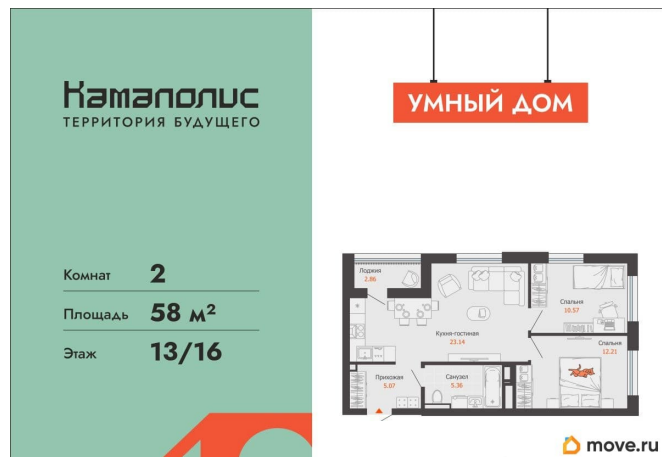 Камаполис
ТЕРРИТОРИЯ БУДУЩЕГО
Комнат 2
Площадь 58 м²
Этаж 13/16
УМНЫЙ ДОМ
Лоджия
2.86
Спальня
10.57
Кухня-гостиная
23.14
Спальня
12.21
Прихожая
5.07
Санузел
5.36
move.ru